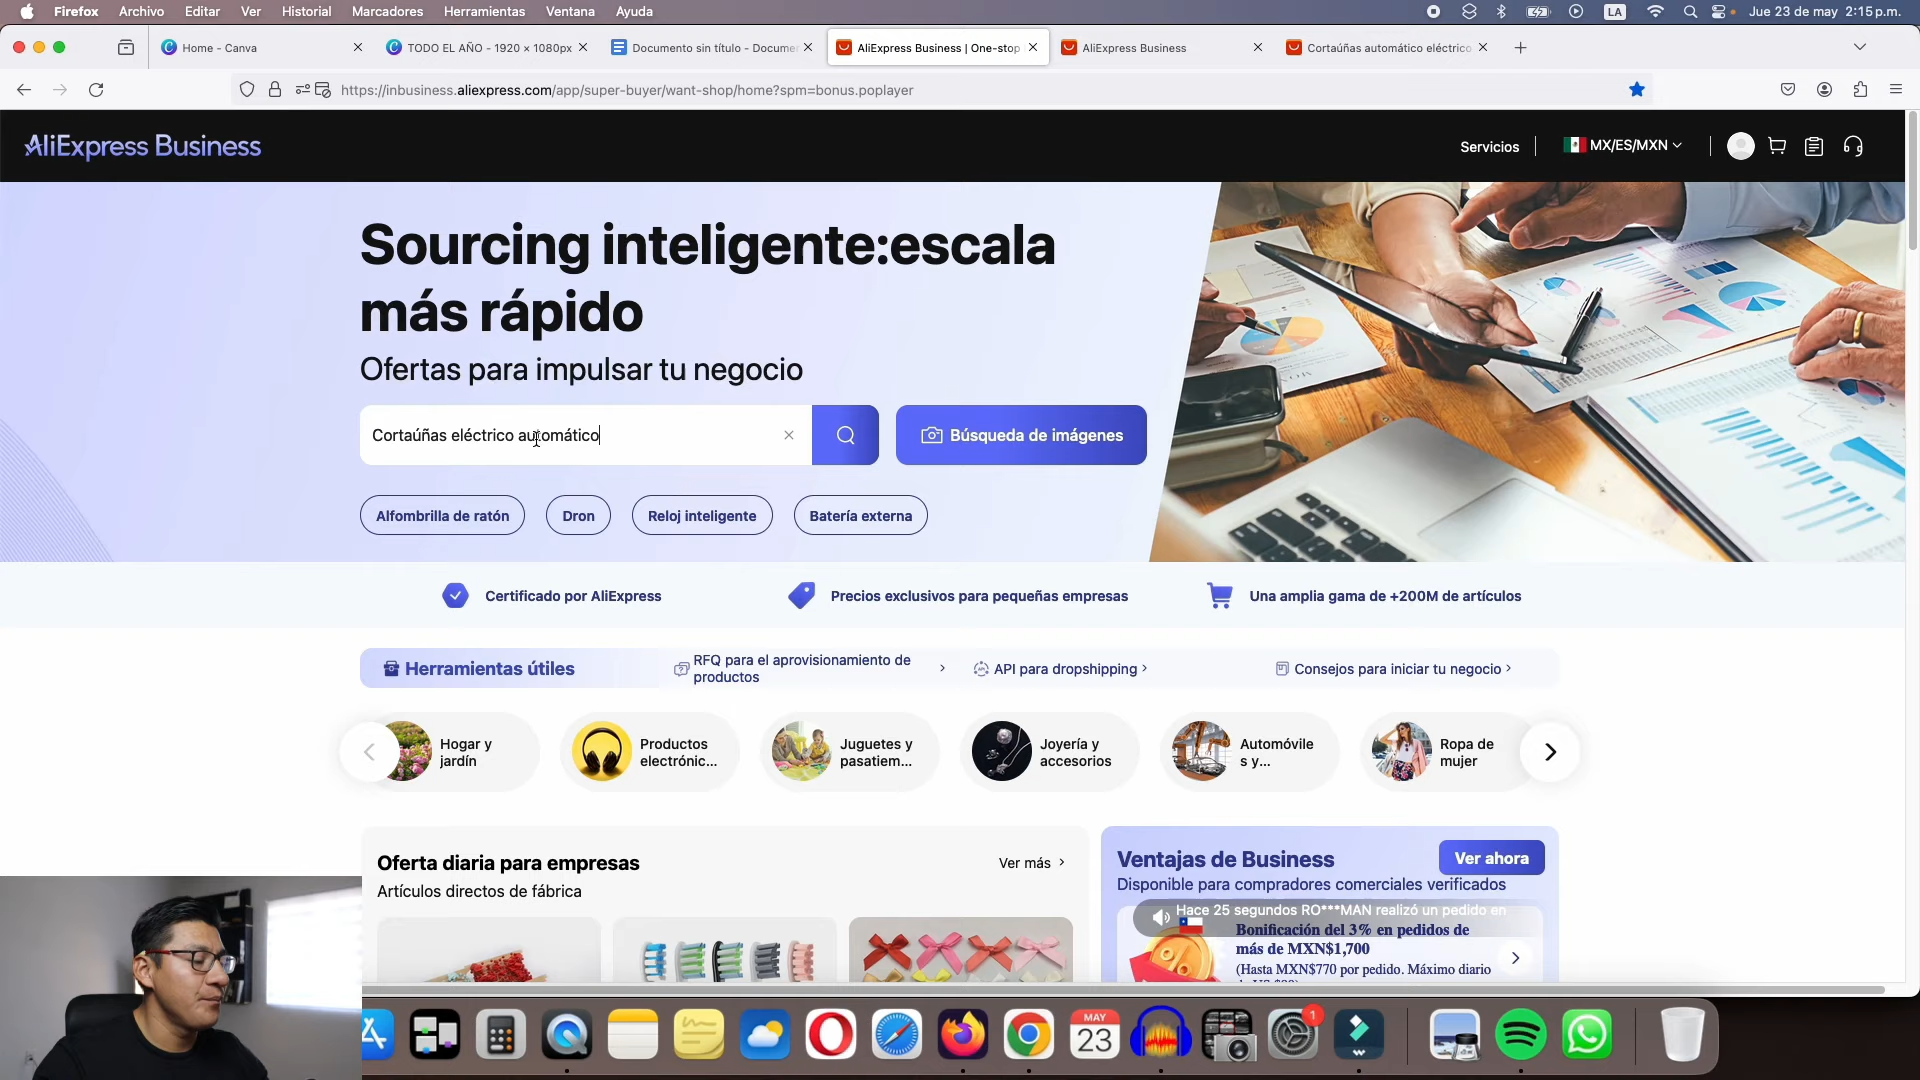 Firefox Archivo Editar Ver Historial Marcadores Herramientas Ventana Ayuda LA Jue 23 de may 2:15 p.m.
Home - Canva
TODO EL AÑO - 1920 × 1080px
Documento sin título - Docume
AliExpress Business | One-stop
AliExpress Business
Cortaúñas automático eléctrico
https://inbusiness.aliexpress.com/app/super-buyer/want-shop/home?spm=bonus.poplayer
AliExpress Business
Servicios
MX/ES/MXN
Sourcing inteligente:escala
más rápido
Ofertas para impulsar tu negocio
Cortaúñas eléctrico automático
Búsqueda de imágenes
Alfombrilla de ratón
Dron
Reloj inteligente
Batería externa
Certificado por AliExpress
Precios exclusivos para pequeñas empresas
Una amplia gama de +200M de artículos
Herramientas útiles
RFQ para el aprovisionamiento de
productos
API para dropshipping
Consejos para iniciar tu negocio
Hogar y
jardín
Productos
electrónic...
Juguetes y
pasatiem...
Joyería y
accesorios
Automóvile
s y...
Ropa de
mujer
Oferta diaria para empresas
Ver más
Artículos directos de fábrica
Ventajas de Business
Ver ahora
Disponible para compradores comerciales verificados
Hace 25 segundos RO***MAN realizó un pedido en
Bonificación del 3% en pedidos de
más de MXN$1,700
(Hasta MXN$770 por pedido. Máximo diario
MAY
23
1